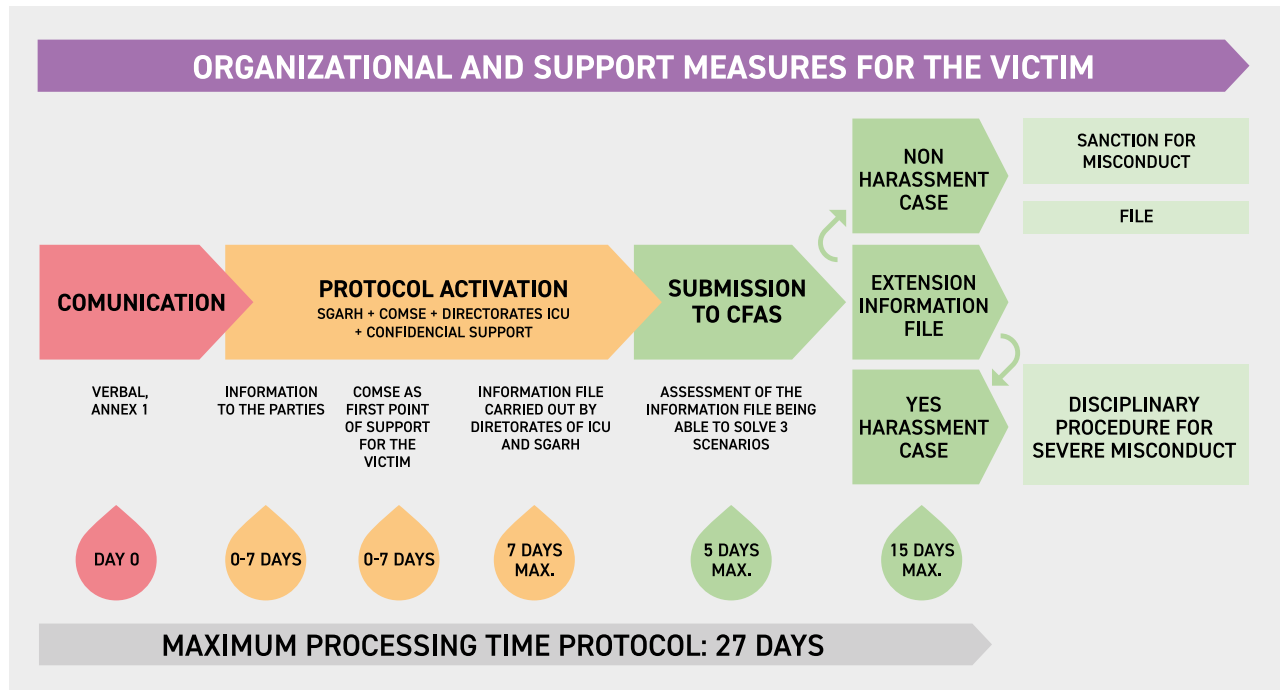 ORGANIZATIONAL AND SUPPORT MEASURES FOR THE VICTIM
NON
HARASSMENT
CASE
SANCTION FOR
MISCONDUCT
FILE
COMUNICATION
PROTOCOL ACTIVATION
SGARH + COMSE + DIRECTORATES ICU
+ CONFIDENCIAL SUPPORT
SUBMISSION
TO CFAS
EXTENSION
INFORMATION
FILE
VERBAL,
ANNEX 1
INFORMATION
TO THE PARTIES
COMSE AS
FIRST POINT
OF SUPPORT
FOR THE
VICTIM
INFORMATION FILE
CARRIED OUT BY
DIRETORATES OF ICU
AND SGARH
ASSESSMENT OF THE
INFORMATION FILE BEING
ABLE TO SOLVE 3
SCENARIOS
YES
HARASSMENT
CASE
DISCIPLINARY
PROCEDURE FOR
SEVERE MISCONDUCT
DAY 0
0-7 DAYS
0-7 DAYS
7 DAYS
MAX.
5 DAYS
MAX.
15 DAYS
MAX.
MAXIMUM PROCESSING TIME PROTOCOL: 27 DAYS